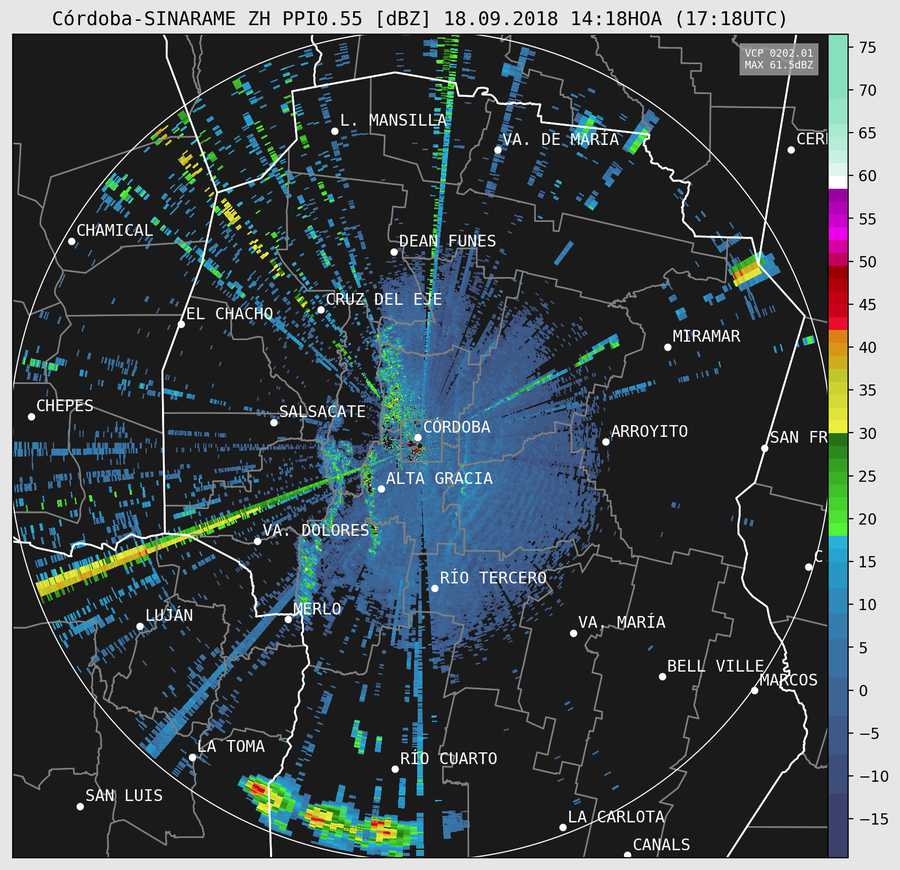 Córdoba-SINARAME ZH PPI0.55 [dBZ] 18.09.2018 14:18HOA (17:18UTC)
VCP 0202.01
MAX 61.5dBZ
75
70
65
60
55
50
45
40
35
30
25
20
15
10
5
0
−5
−10
−15
L. MANSILLA
VA. DE MARÍA
CERI
CHAMICAL
DEAN FUNES
CRUZ DEL EJE
EL CHACHO
MIRAMAR
CHEPES
SALSACATE
CÓRDOBA
ARROYITO
SAN FR
ALTA GRACIA
VA. DOLORES
C
RÍO TERCERO
MERLO
LUJAN
VA. MARÍA
BELL VILLE
MARCOS
LA TOMA
RÍO CUARTO
SAN LUIS
LA CARLOTA
CANALS